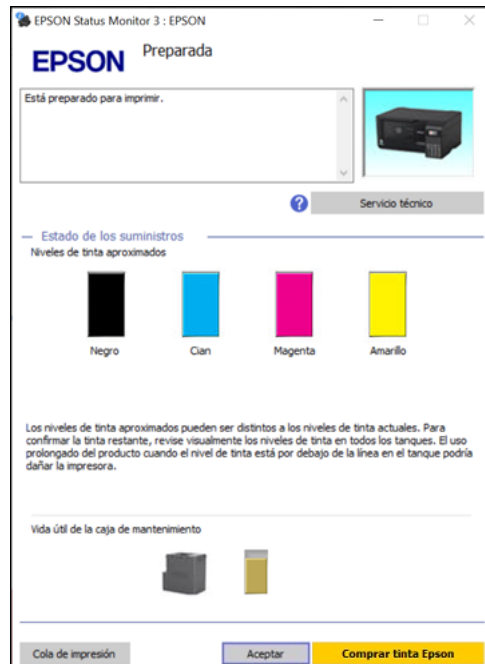 EPSON Status Monitor 3 : EPSON
EPSON
Preparada
Está preparado para imprimir.
?
Servicio técnico
Estado de los suministros
Niveles de tinta aproximados
Negro
Cian
Magenta
Amarillo
Los niveles de tinta aproximados pueden ser distintos a los niveles de tinta actuales. Para
confirmar la tinta restante, revise visualmente los niveles de tinta en todos los tanques. El uso
prolongado del producto cuando el nivel de tinta está por debajo de la línea en el tanque podría
dañar la impresora.
Vida útil de la caja de mantenimiento
Cola de impresión
Aceptar
Comprar tinta Epson